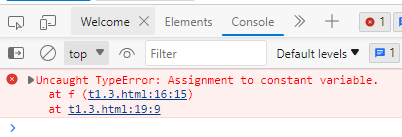 Welcome Elements Console 1 1
top Filter Default levels 1
Uncaught TypeError: Assignment to constant variable.
at f (t1.3.html:16:15)
at t1.3.html:19:9